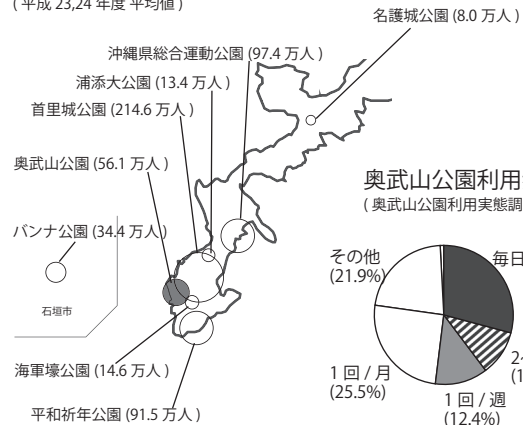 ( 平成 23,24 年度 平均値 )
名護城公園 (8.0 万人 )
沖縄県総合運動公園 (97.4 万人 )
浦添大公園 (13.4 万人 )
首里城公園 (214.6 万人 )
奥武山公園 (56.1 万人 )
バンナ公園 (34.4 万人 )
石垣市
海軍壕公園 (14.6 万人 )
平和祈年公園 (91.5 万人 )
奥武山公園利用
( 奥武山公園利用実態調
その他
(21.9%)
毎日
1 回 / 月
(25.5%)
1 回 / 週
(12.4%)